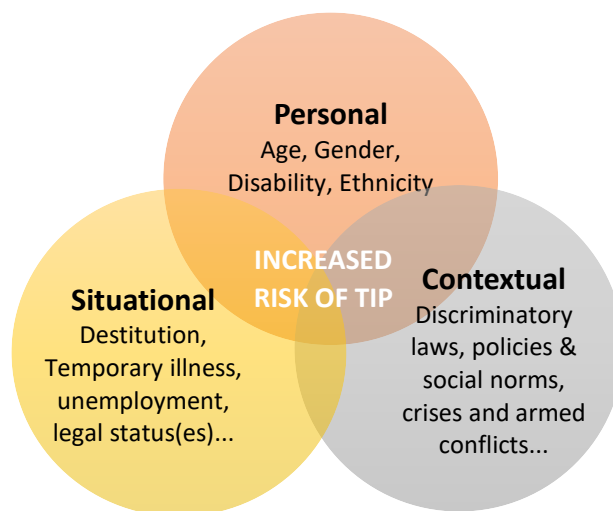 Personal
Age, Gender,
Disability, Ethnicity
INCREASED
RISK OF TIP
Situational
Destitution,
Temporary illness,
unemployment,
legal status(es)...
Contextual
Discriminatory
laws, policies &
social norms,
crises and armed
conflicts...